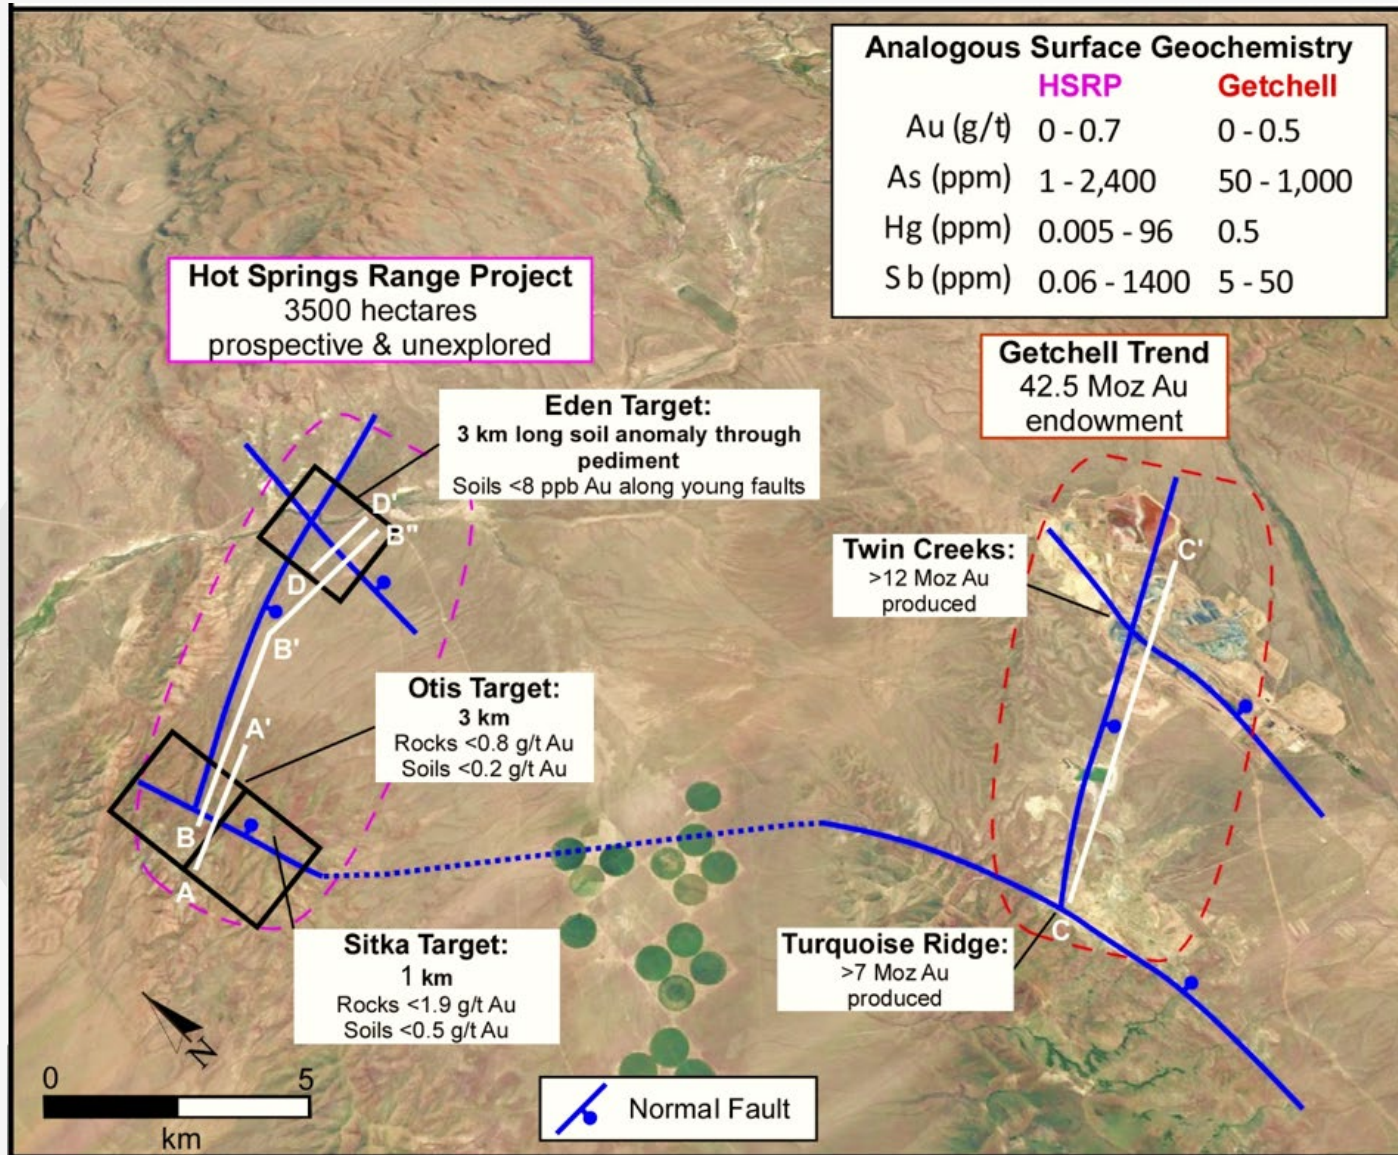 Analogous Surface Geochemistry
HSRP Getchell
Au (g/t) 0 - 0.7 0 - 0.5
As (ppm) 1 - 2,400 50 - 1,000
Hg (ppm) 0.005 - 96 0.5
Sb (ppm) 0.06 - 1400 5 - 50
Hot Springs Range Project
3500 hectares
prospective & unexplored
Getchell Trend
42.5 Moz Au
endowment
Eden Target:
3 km long soil anomaly through
pediment
Soils <8 ppb Au along young faults
D'
B"
D
B'
Twin Creeks:
>12 Moz Au
produced
C'
Otis Target:
3 km
Rocks <0.8 g/t Au
Soils <0.2 g/t Au
A'
B
A
Sitka Target:
1 km
Rocks <1.9 g/t Au
Soils <0.5 g/t Au
Turquoise Ridge:
>7 Moz Au
produced
C
N
0 5
km
Normal Fault